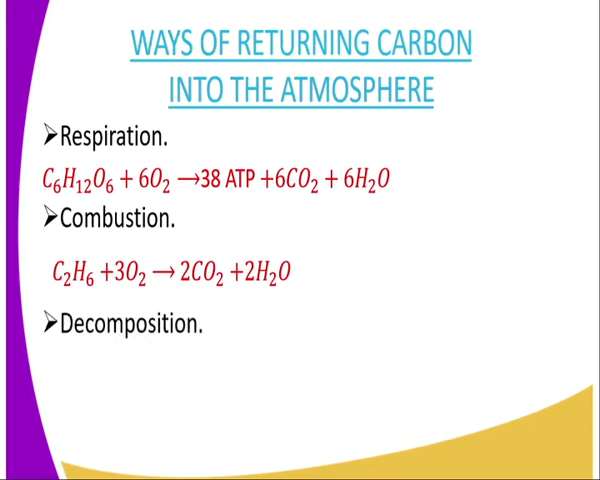 WAYS OF RETURNING CARBON
INTO THE ATMOSPHERE
➢Respiration.
C₆H₁₂O₆ + 6O₂ ⟶38 ATP +6CO₂ + 6H₂O
➢Combustion.
C₂H₆ +3O₂ ⟶ 2CO₂ +2H₂O
➢Decomposition.